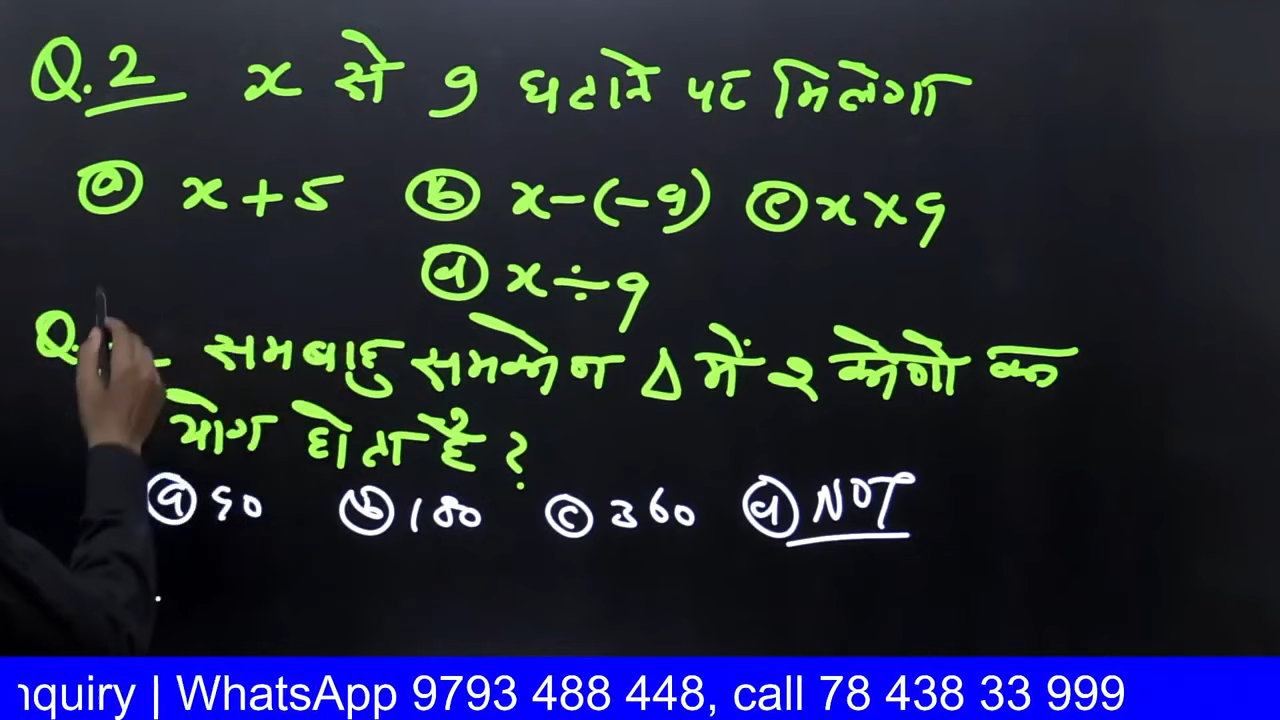 Q.2 x से 9 घटाने पर मिलेगा
ⓐ x + 5 ⓑ x - (-9) ⓒ x × 9
ⓓ x ÷ 9
Q. समबाहु समकोण Δ में 2 कोणो का
योग होता है ?
ⓐ 90 ⓑ 180 ⓒ 360 ⓓ NOT
nquiry | WhatsApp 9793 488 448, call 78 438 33 999